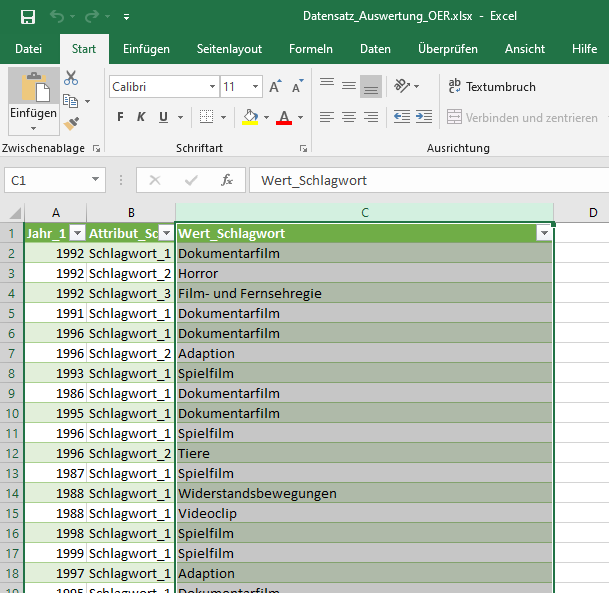 Datensatz_Auswertung_OER.xlsx - Excel
Datei Start Einfügen Seitenlayout Formeln Daten Überprüfen Ansicht Hilfe
Einfügen
Calibri 11
F K U
Textumbruch
Verbinden und zentrieren
Zwischenablage Schriftart Ausrichtung
C1 fx Wert_Schlagwort
A B C D
1 Jahr_1 Attribut_Sc Wert_Schlagwort
2 1992 Schlagwort_1 Dokumentarfilm
3 1992 Schlagwort_2 Horror
4 1992 Schlagwort_3 Film- und Fernsehregie
5 1991 Schlagwort_1 Dokumentarfilm
6 1996 Schlagwort_1 Dokumentarfilm
7 1996 Schlagwort_2 Adaption
8 1993 Schlagwort_1 Spielfilm
9 1986 Schlagwort_1 Dokumentarfilm
10 1995 Schlagwort_1 Dokumentarfilm
11 1996 Schlagwort_1 Spielfilm
12 1996 Schlagwort_2 Tiere
13 1987 Schlagwort_1 Spielfilm
14 1988 Schlagwort_1 Widerstandsbewegungen
15 1988 Schlagwort_1 Videoclip
16 1998 Schlagwort_1 Spielfilm
17 1999 Schlagwort_1 Spielfilm
18 1997 Schlagwort_1 Adaption
19 1995 Schlagwort_1 Dokumentarfilm